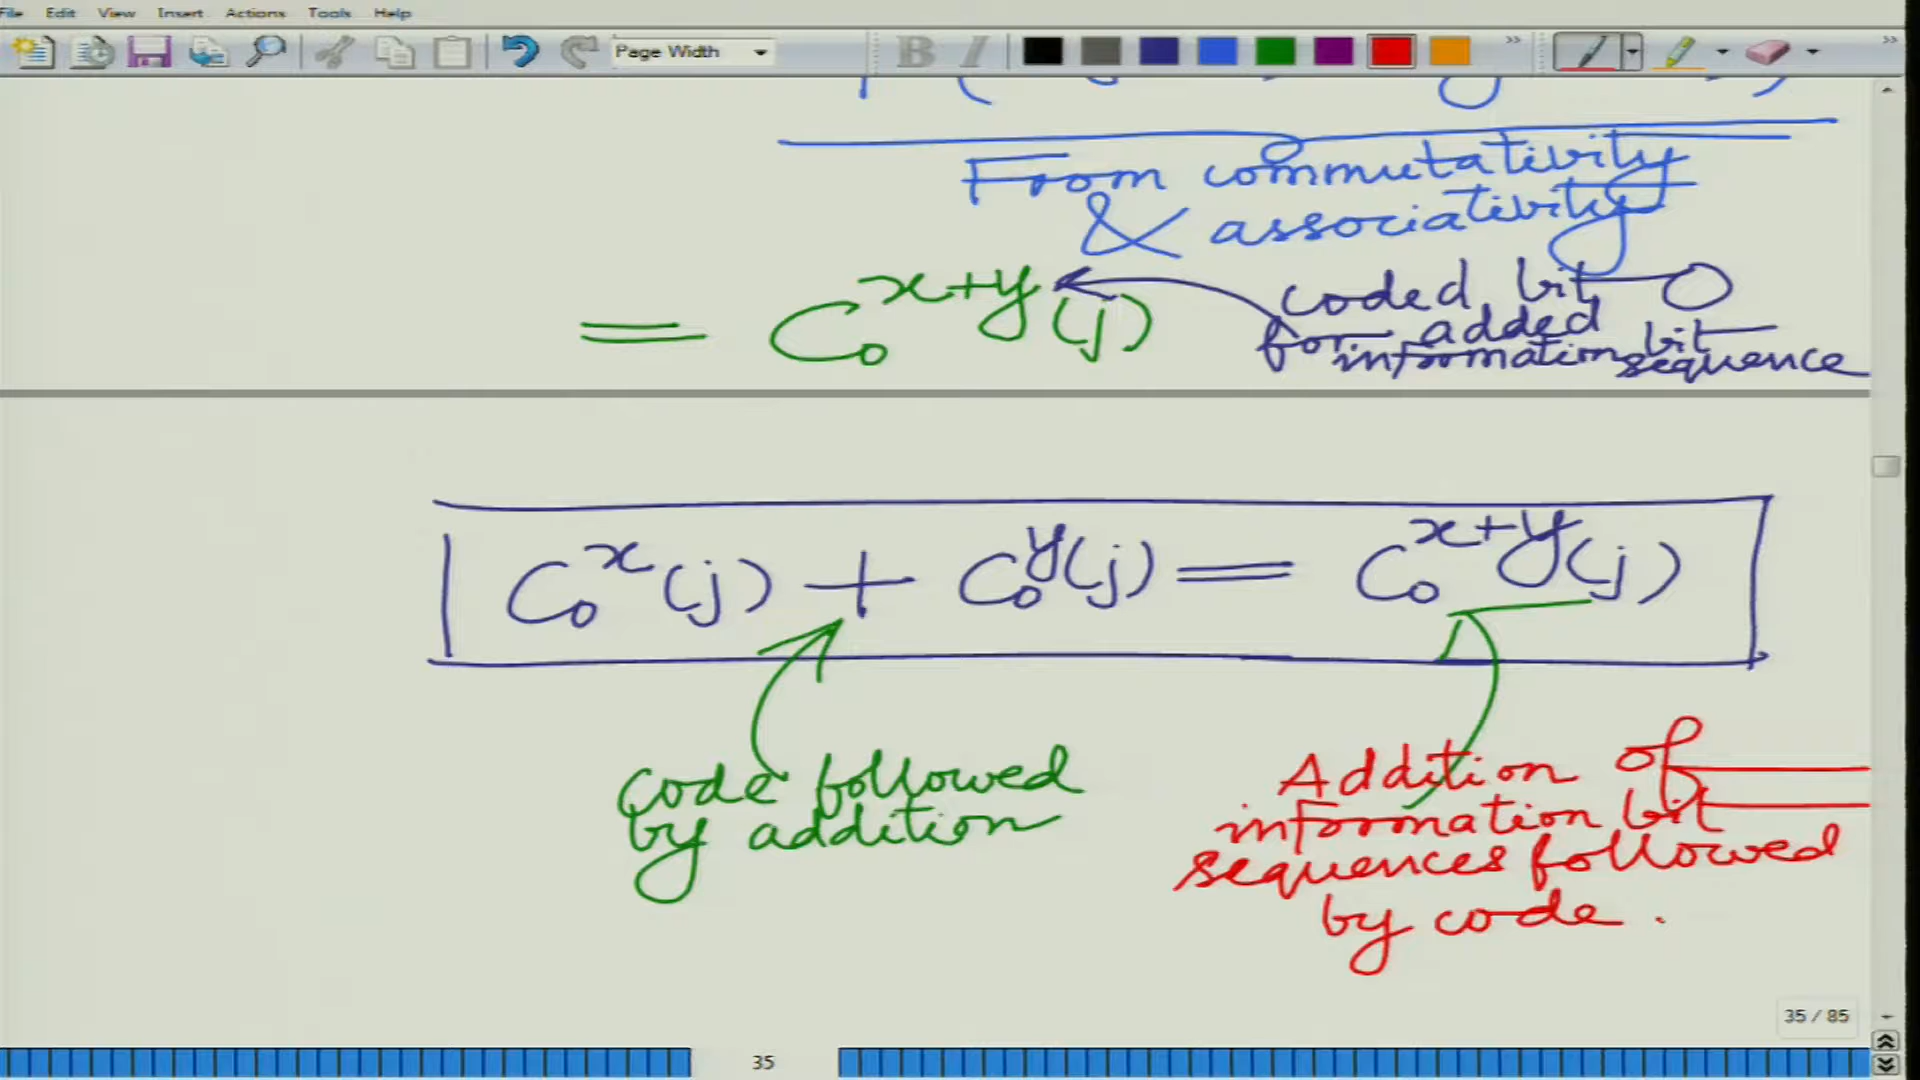 File Edit View Insert Actions Tools Help
Page Width
From commutativity
& associativity
= C₀^{x+y}(j)
coded bit 0
for added
information bit
sequence
C₀^x(j) + C₀^y(j) = C₀^{x+y}(j)
code followed
by addition
Addition of
information bit
sequences followed
by code.
35 / 85
35